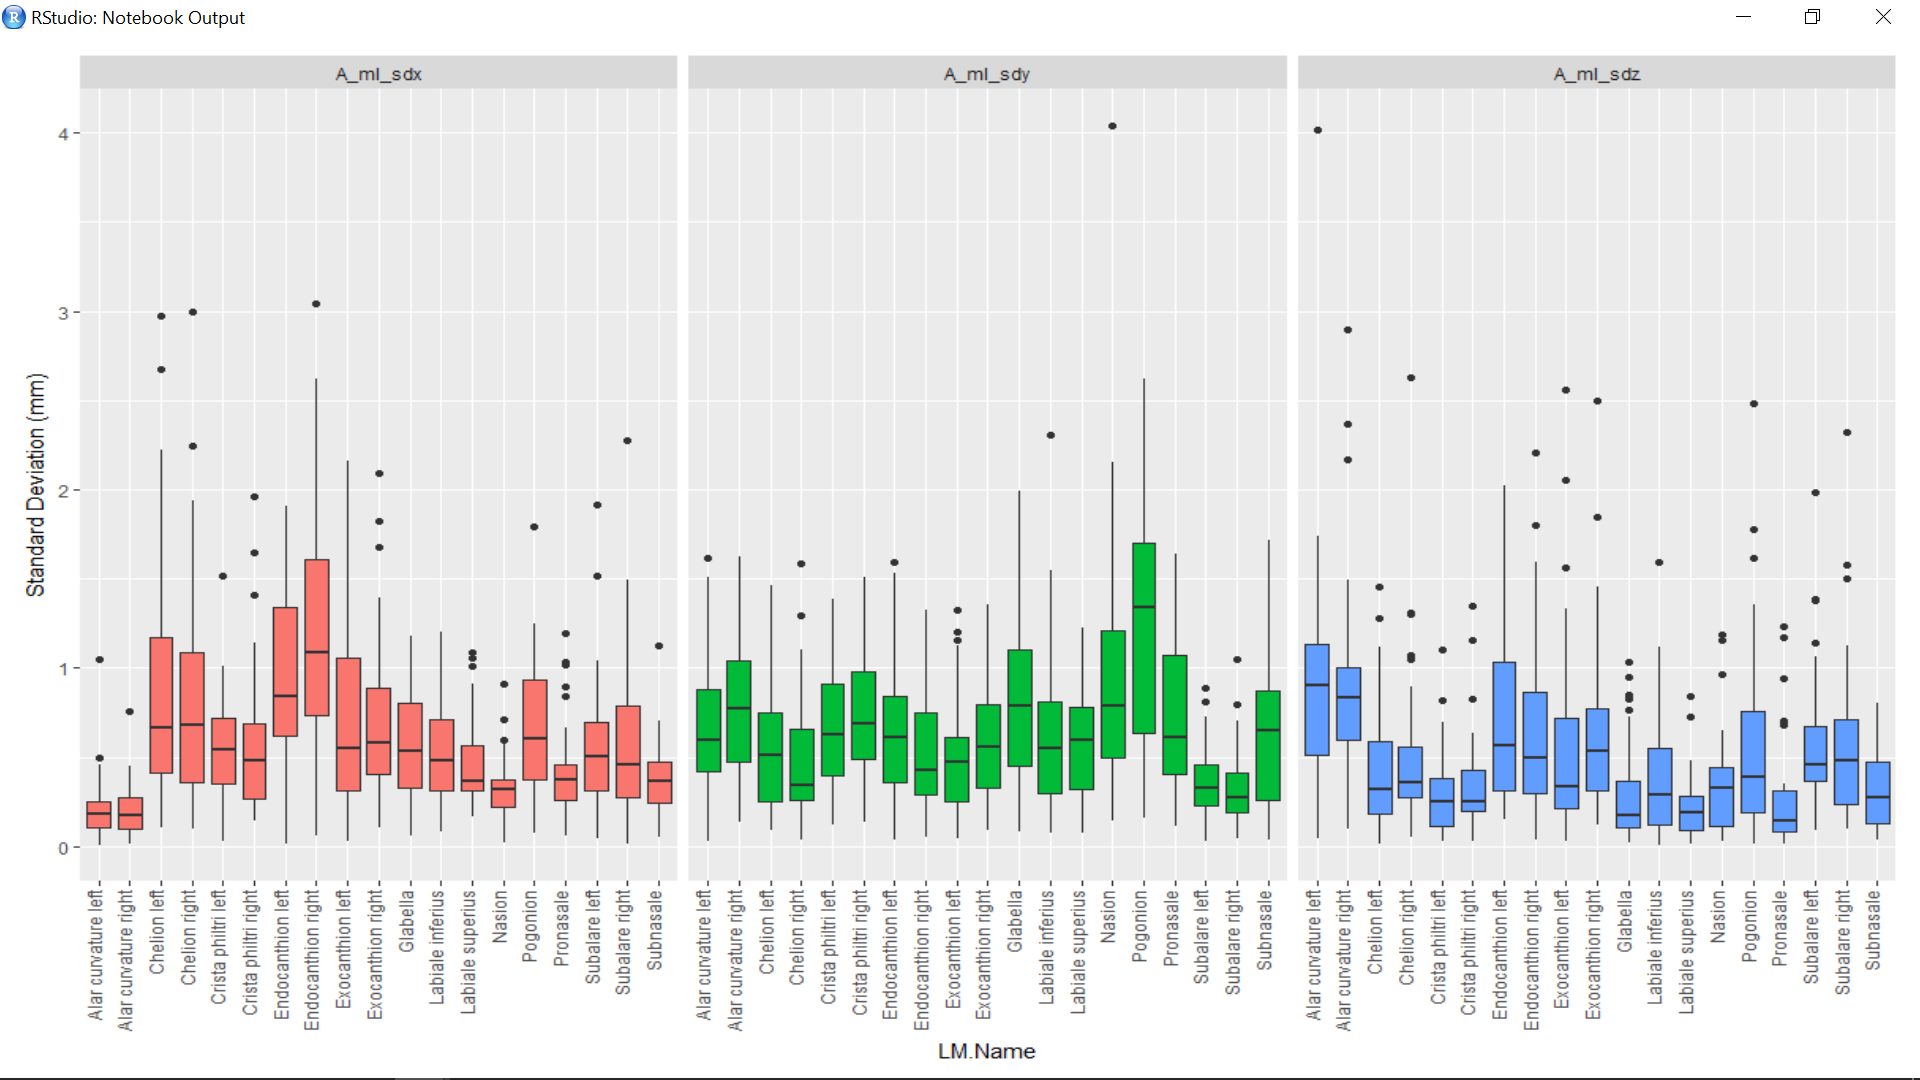 RStudio: Notebook Output
A_ml_sdx
A_ml_sdy
A_ml_sdz
Standard Deviation (mm)
4
3
2
1
0
Alar curvature left
Alar curvature right
Chelion left
Chelion right
Crista philtri left
Crista philtri right
Endocanthion left
Endocanthion right
Exocanthion left
Exocanthion right
Glabella
Labiale inferius
Labiale superius
Nasion
Pogonion
Pronasale
Subalare left
Subalare right
Subnasale
Alar curvature left
Alar curvature right
Chelion left
Chelion right
Crista philtri left
Crista philtri right
Endocanthion left
Endocanthion right
Exocanthion left
Exocanthion right
Glabella
Labiale inferius
Labiale superius
Nasion
Pogonion
Pronasale
Subalare left
Subalare right
Subnasale
Alar curvature left
Alar curvature right
Chelion left
Chelion right
Crista philtri left
Crista philtri right
Endocanthion left
Endocanthion right
Exocanthion left
Exocanthion right
Glabella
Labiale inferius
Labiale superius
Nasion
Pogonion
Pronasale
Subalare left
Subalare right
Subnasale
LM.Name